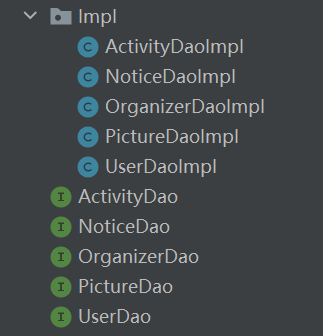 Impl
C ActivityDaoImpl
C NoticeDaoImpl
C OrganizerDaoImpl
C PictureDaoImpl
C UserDaoImpl
I ActivityDao
I NoticeDao
I OrganizerDao
I PictureDao
I UserDao